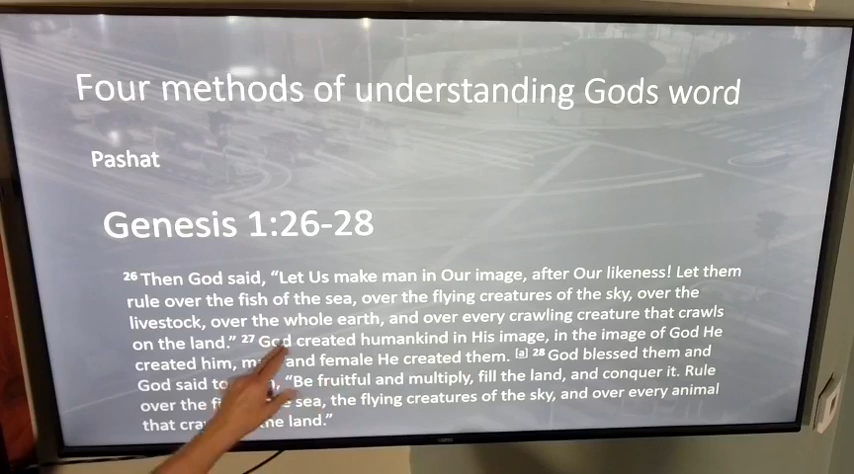 Four methods of understanding Gods word
Pashat
Genesis 1:26-28
26 Then God said, “Let Us make man in Our image, after Our likeness! Let them
rule over the fish of the sea, over the flying creatures of the sky, over the
livestock, over the whole earth, and over every crawling creature that crawls
on the land.” 27 God created humankind in His image, in the image of God He
created him, and female He created them. [a] 28 God blessed them and
God said “Be fruitful and multiply, fill the land, and conquer it. Rule
over the sea, the flying creatures of the sky, and over every animal
that land.”